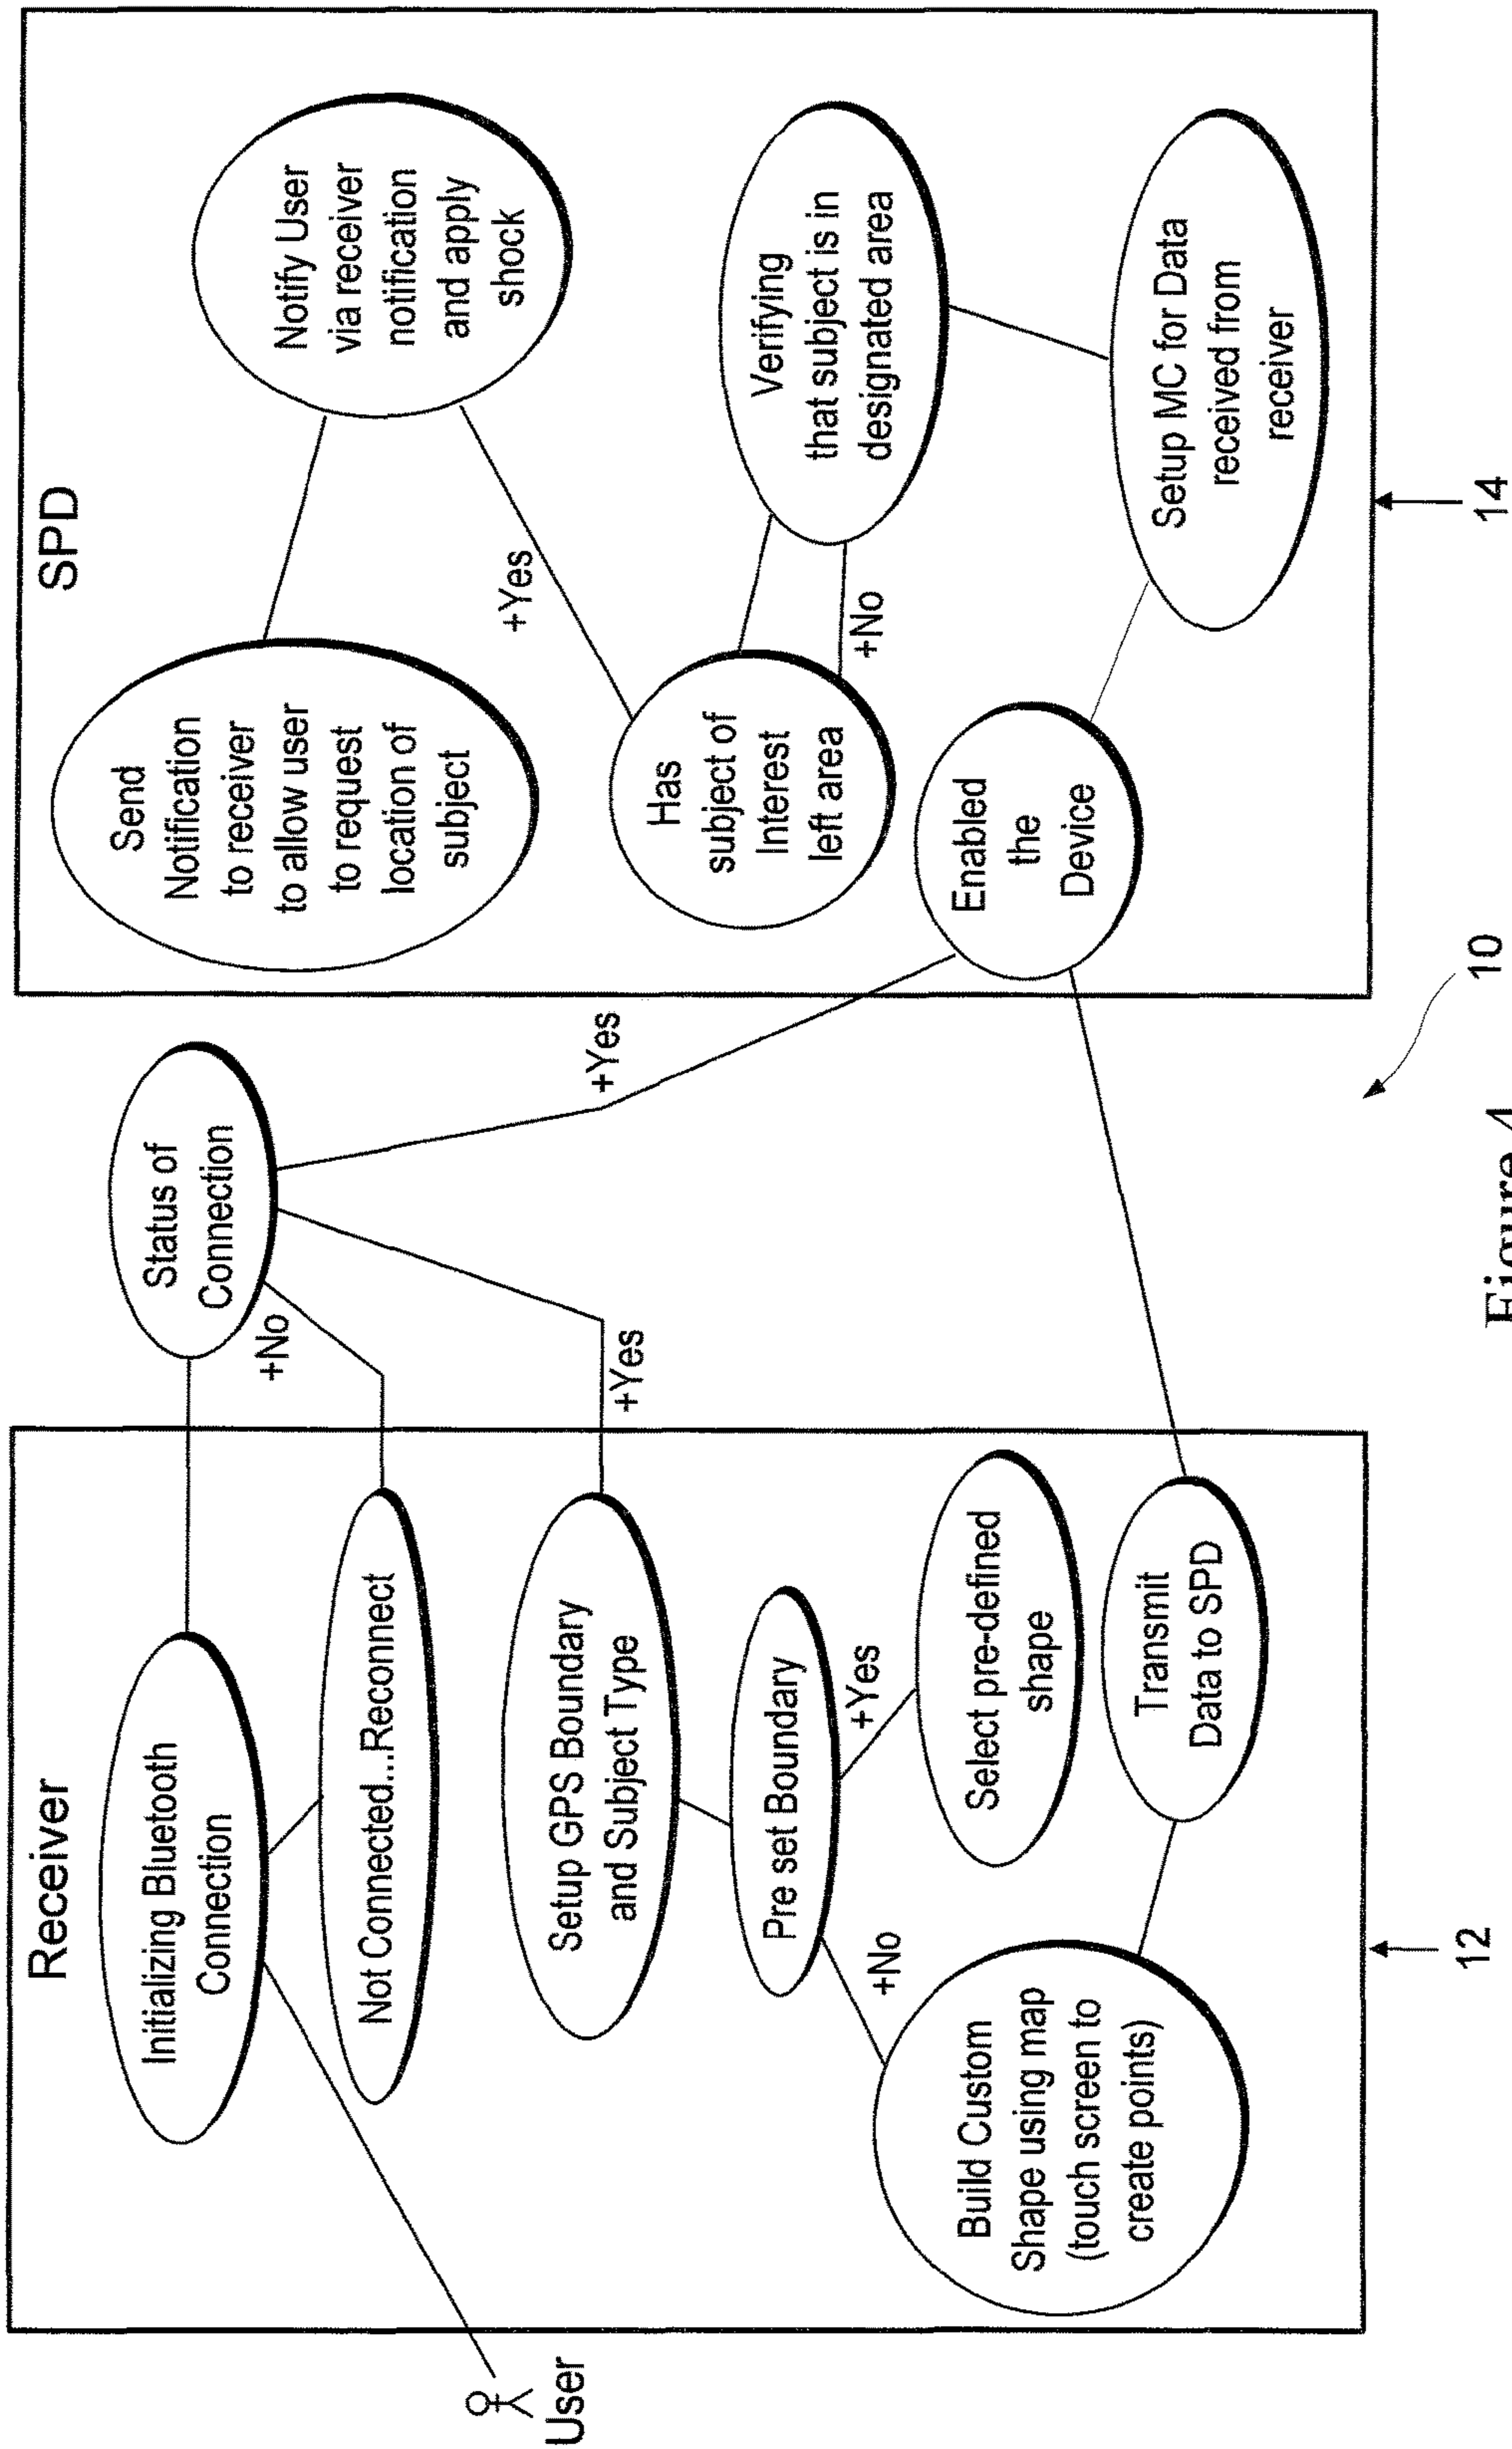 Receiver
Initializing Bluetooth
Connection
Not Connected...Reconnect
Setup GPS Boundary
and Subject Type
Pre set Boundary
+No
+Yes
Build Custom
Shape using map
(touch screen to
create points)
Select pre-defined
shape
Transmit
Data to SPD
User
12
Status of
Connection
+No
+Yes
+Yes
SPD
Send
Notification
to receiver
to allow user
to request
location of
subject
Notify User
via receiver
notification
and apply
shock
+Yes
Has
subject of
Interest
left area
+No
Verifying
that subject is in
designated area
Enabled
the
Device
Setup MC for Data
received from
receiver
14
10
Figure 4